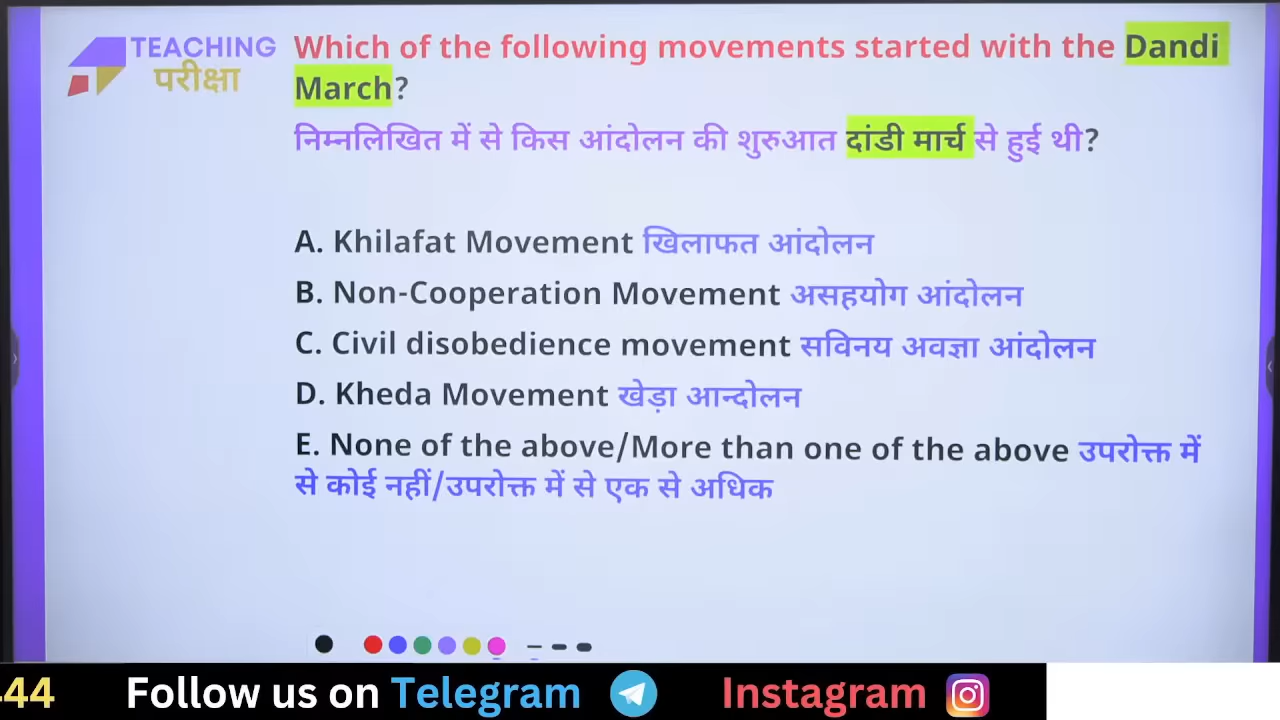 TEACHING
परीक्षा
Which of the following movements started with the Dandi
March?
निम्नलिखित में से किस आंदोलन की शुरुआत दांडी मार्च से हुई थी?
A. Khilafat Movement खिलाफत आंदोलन
B. Non-Cooperation Movement असहयोग आंदोलन
C. Civil disobedience movement सविनय अवज्ञा आंदोलन
D. Kheda Movement खेड़ा आन्दोलन
E. None of the above/More than one of the above उपरोक्त में
से कोई नहीं/उपरोक्त में से एक से अधिक
44 Follow us on Telegram Instagram